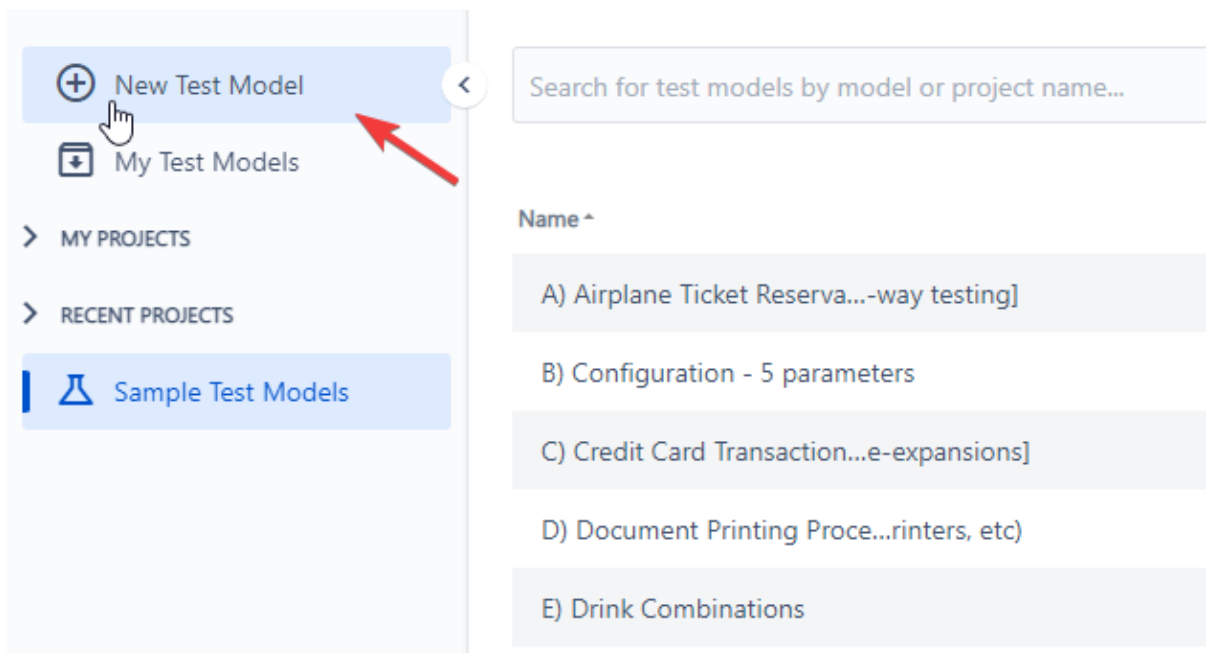 New Test Model
My Test Models
MY PROJECTS
RECENT PROJECTS
Sample Test Models
Search for test models by model or project name...
Name
A) Airplane Ticket Reserva...-way testing]
B) Configuration - 5 parameters
C) Credit Card Transaction...e-expansions]
D) Document Printing Proce...rinters, etc)
E) Drink Combinations